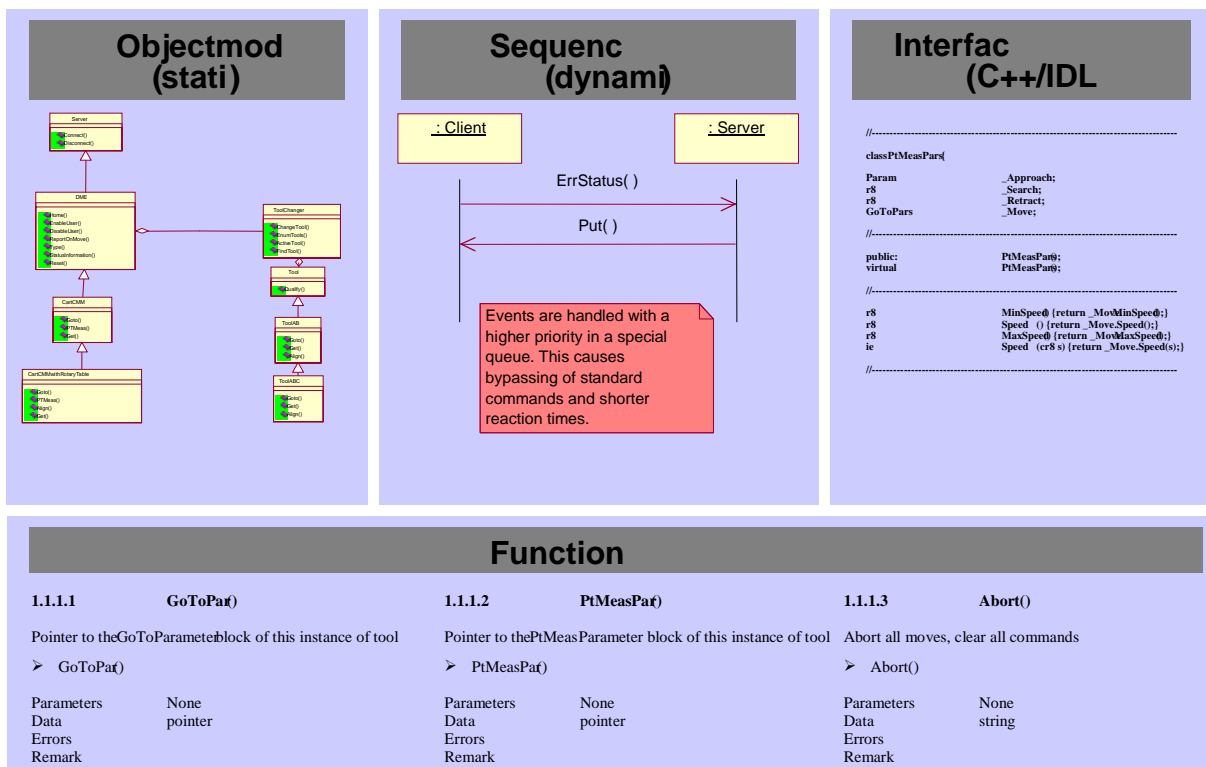 Objectmod
(stati)
Server
Connect()
Disconnect()
DME
Home()
EnableUser()
DisableUser()
ReportOnMove()
Type()
StatusInformation()
Reset()
ToolChanger
ChangeTool()
EnumTools()
ActiveTool()
FindTool()
Tool
Qualify()
CartCMM
Goto()
PTMeas()
Get()
ToolAB
Goto()
Get()
Align()
CartCMMwithRotaryTable
Goto()
PTMeas()
Align()
Get()
ToolABC
Goto()
Get()
Align()
Sequenc
(dynami)
: Client : Server
ErrStatus( )
Put( )
Events are handled with a
higher priority in a special
queue. This causes
bypassing of standard
commands and shorter
reaction times.
Interfac
(C++/IDL
//--------------------------------------------------------------------------------
classPtMeasPars{
Param _Approach;
r8 _Search;
r8 _Retract;
GoToPars _Move;
//--------------------------------------------------------------------------------
public: PtMeasPars();
virtual PtMeasPars();
//--------------------------------------------------------------------------------
r8 MinSpeed() {return _Move.MinSpeed();}
r8 Speed () {return _Move.Speed();}
r8 MaxSpeed() {return _Move.MaxSpeed();}
ie Speed (cr8 s) {return _Move.Speed(s);}
//--------------------------------------------------------------------------------
Function
1.1.1.1 GoToPar()
Pointer to theGoToParameterblock of this instance of tool
➢ GoToPar()
Parameters None
Data pointer
Errors
Remark
1.1.1.2 PtMeasPar()
Pointer to thePtMeasParameter block of this instance of tool
➢ PtMeasPar()
Parameters None
Data pointer
Errors
Remark
1.1.1.3 Abort()
Abort all moves, clear all commands
➢ Abort()
Parameters None
Data string
Errors
Remark